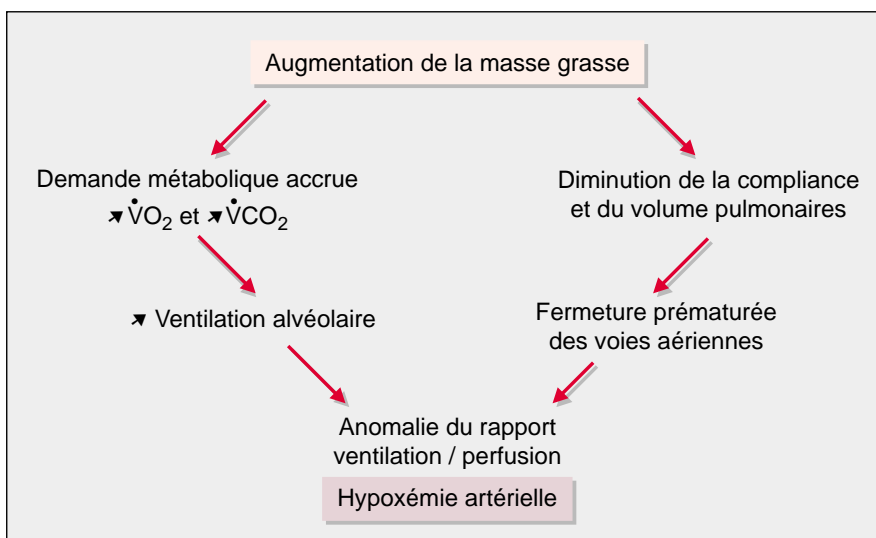 Augmentation de la masse grasse
Demande métabolique accrue
↗ V̇O₂ et ↗ V̇CO₂
Diminution de la compliance
et du volume pulmonaires
↗ Ventilation alvéolaire
Fermeture prématurée
des voies aériennes
Anomalie du rapport
ventilation / perfusion
Hypoxémie artérielle